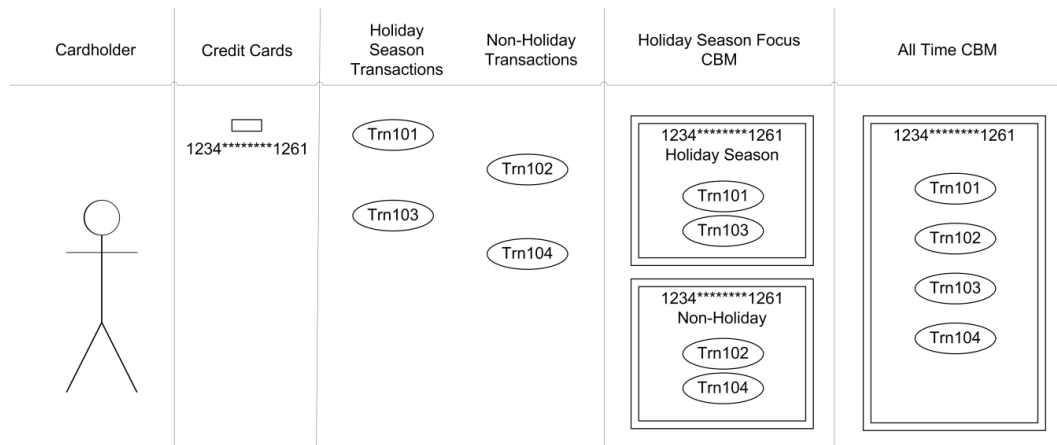 Cardholder
Credit Cards
Holiday
Season
Transactions
Non-Holiday
Transactions
Holiday Season Focus
CBM
All Time CBM
1234********1261
Trn101
Trn102
Trn103
Trn104
1234********1261
Holiday Season
Trn101
Trn103
1234********1261
Non-Holiday
Trn102
Trn104
1234********1261
Trn101
Trn102
Trn103
Trn104